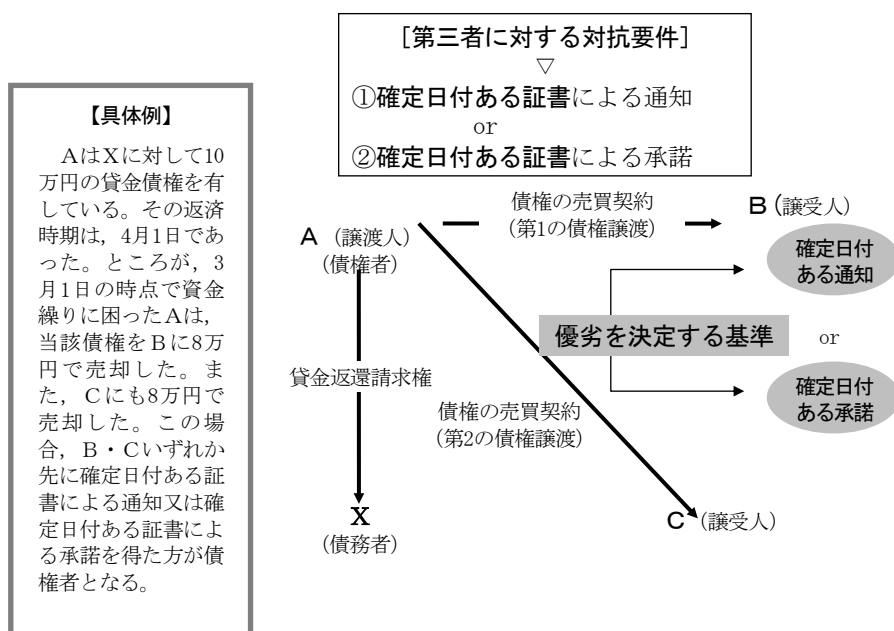 [第三者に対する対抗要件]
▽
①確定日付ある証書による通知
or
②確定日付ある証書による承諾
【具体例】
AはXに対して10
万円の貸金債権を有
している。その返済
時期は，4月1日であ
った。ところが，3
月1日の時点で資金
繰りに困ったAは，
当該債権をBに8万
円で売却した。ま
た，Cにも8万円で
売却した。この場
合，B・Cいずれか
先に確定日付ある証
書による通知又は確
定日付ある証書によ
る承諾を得た方が債
権者となる。
A (譲渡人)
(債権者)
債権の売買契約
(第1の債権譲渡)
B (譲受人)
確定日付
ある通知
優劣を決定する基準
or
確定日付
ある承諾
貸金返還請求権
債権の売買契約
(第2の債権譲渡)
X
(債務者)
C (譲受人)